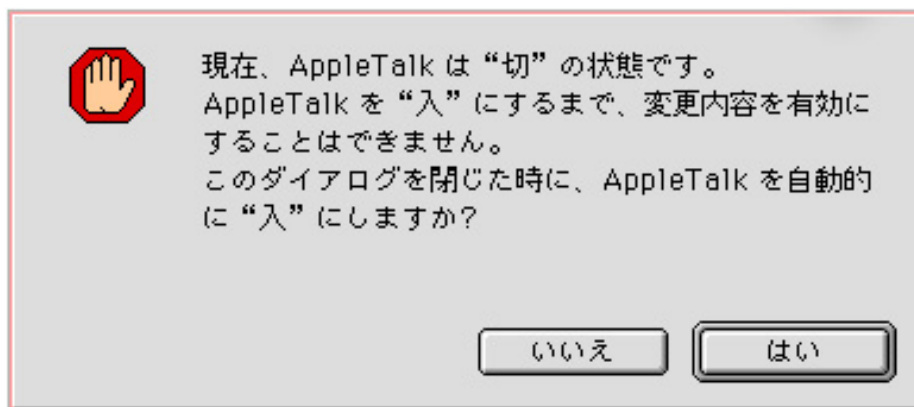 現在、AppleTalk は“切”の状態です。
AppleTalk を“入”にするまで、変更内容を有効に
することはできません。
このダイアログを閉じた時に、AppleTalk を自動的
に“入”にしますか?
いいえ
はい